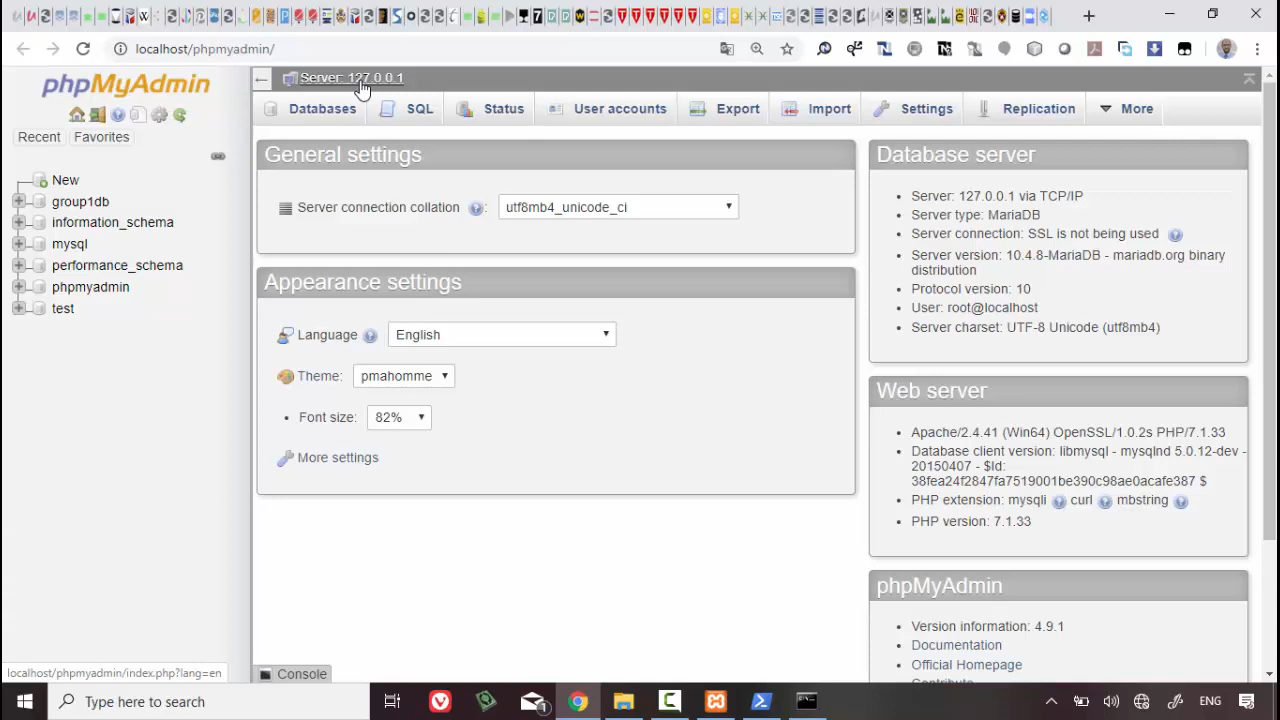 localhost/phpmyadmin/
phpMyAdmin
Recent
Favorites
New
group1db
information_schema
mysql
performance_schema
phpmyadmin
test
localhost/phpmyadmin/index.php?lang=en
Server: 127.0.0.1
Databases
SQL
Status
User accounts
Export
Import
Settings
Replication
More
General settings
Server connection collation :
utf8mb4_unicode_ci
Appearance settings
Language
English
Theme:
pmahomme
Font size:
82%
More settings
Console
Database server
Server: 127.0.0.1 via TCP/IP
Server type: MariaDB
Server connection: SSL is not being used
Server version: 10.4.8-MariaDB - mariadb.org binary
distribution
Protocol version: 10
User: root@localhost
Server charset: UTF-8 Unicode (utf8mb4)
Web server
Apache/2.4.41 (Win64) OpenSSL/1.0.2s PHP/7.1.33
Database client version: libmysql - mysqlnd 5.0.12-dev -
20150407 - $Id:
38fea24f2847fa7519001be390c98ae0acafe387 $
PHP extension: mysqli curl mbstring
PHP version: 7.1.33
phpMyAdmin
Version information: 4.9.1
Documentation
Official Homepage
Contribute
Type here to search
ENG